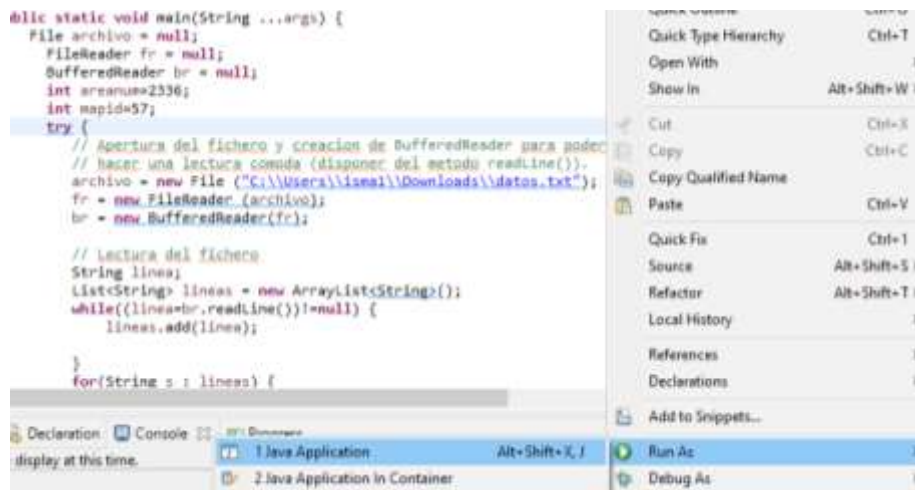 blic static void main(String ...args) {
File archivo = null;
FileReader fr = null;
BufferedReader br = null;
int areanum=2336;
int mapid=57;
try {
// Apertura del fichero y creacion de BufferedReader para poder
// hacer una lectura comoda (disponer del metodo readLine()).
archivo = new File ("C:\\Users\\isma1\\Downloads\\datos.txt");
fr = new FileReader (archivo);
br = new BufferedReader(fr);
// Lectura del fichero
String linea;
List<String> lineas = new ArrayList<String>();
while((linea=br.readLine())!=null) {
lineas.add(linea);
}
for(String s : lineas) {
Declaration Console
display at this time.
1 Java Application Alt+Shift+X, J
2 Java Application In Container
Quick Outline
Quick Type Hierarchy Ctrl+T
Open With
Show In Alt+Shift+W
Cut Ctrl+X
Copy Ctrl+C
Copy Qualified Name
Paste Ctrl+V
Quick Fix Ctrl+1
Source Alt+Shift+S
Refactor Alt+Shift+T
Local History
References
Declarations
Add to Snippets...
Run As
Debug As